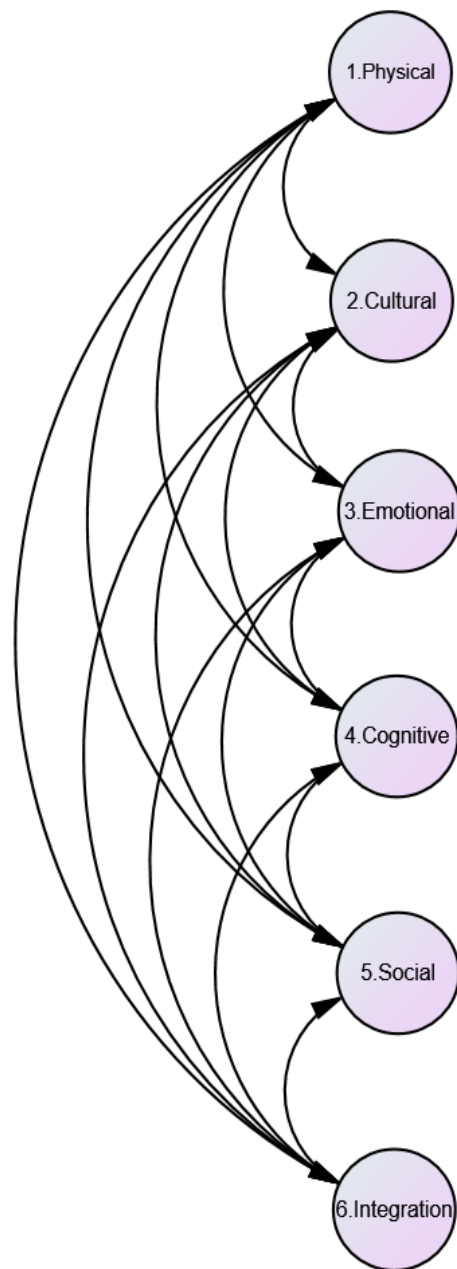 1.Physical
2.Cultural
3.Emotional
4.Cognitive
5.Social
6.Integration